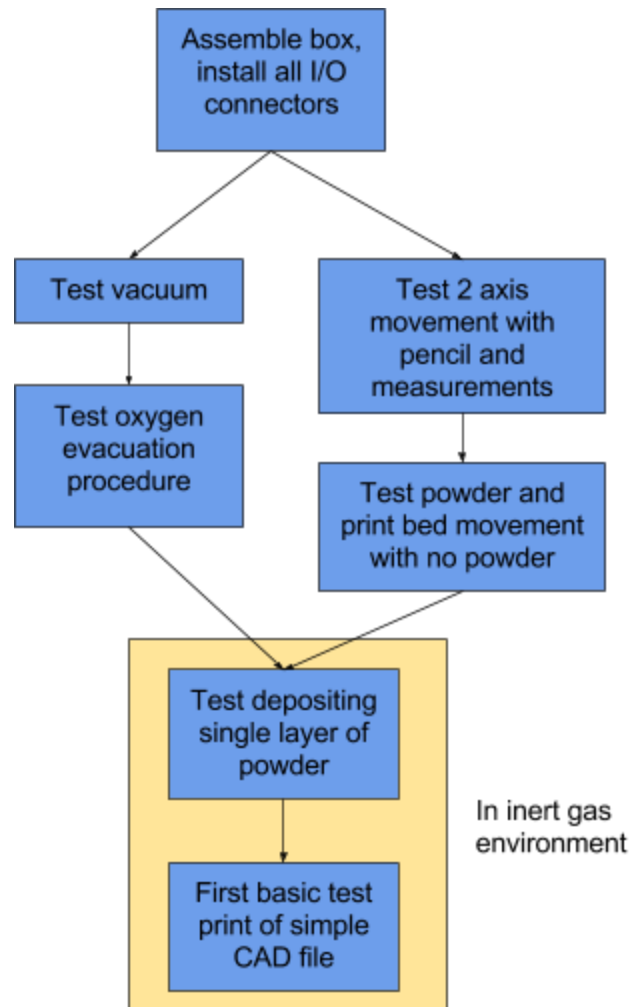 Assemble box,
install all I/O
connectors
Test vacuum
Test 2 axis
movement with
pencil and
measurements
Test oxygen
evacuation
procedure
Test powder and
print bed movement
with no powder
Test depositing
single layer of
powder
In inert gas
environment
First basic test
print of simple
CAD file